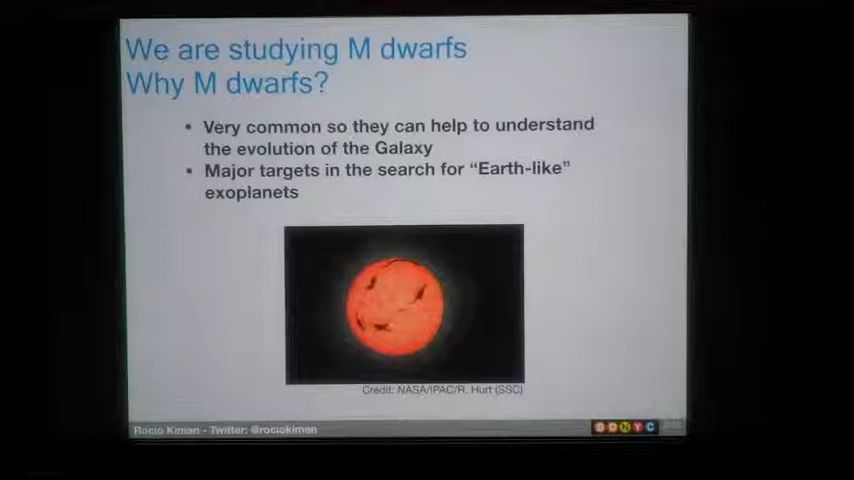 We are studying M dwarfs
Why M dwarfs?
• Very common so they can help to understand
the evolution of the Galaxy
• Major targets in the search for “Earth-like”
exoplanets
Credit: NASA/IPAC/R. Hurt (SSC)
Rocio Kiman - Twitter: @rociokiman
BDNYC